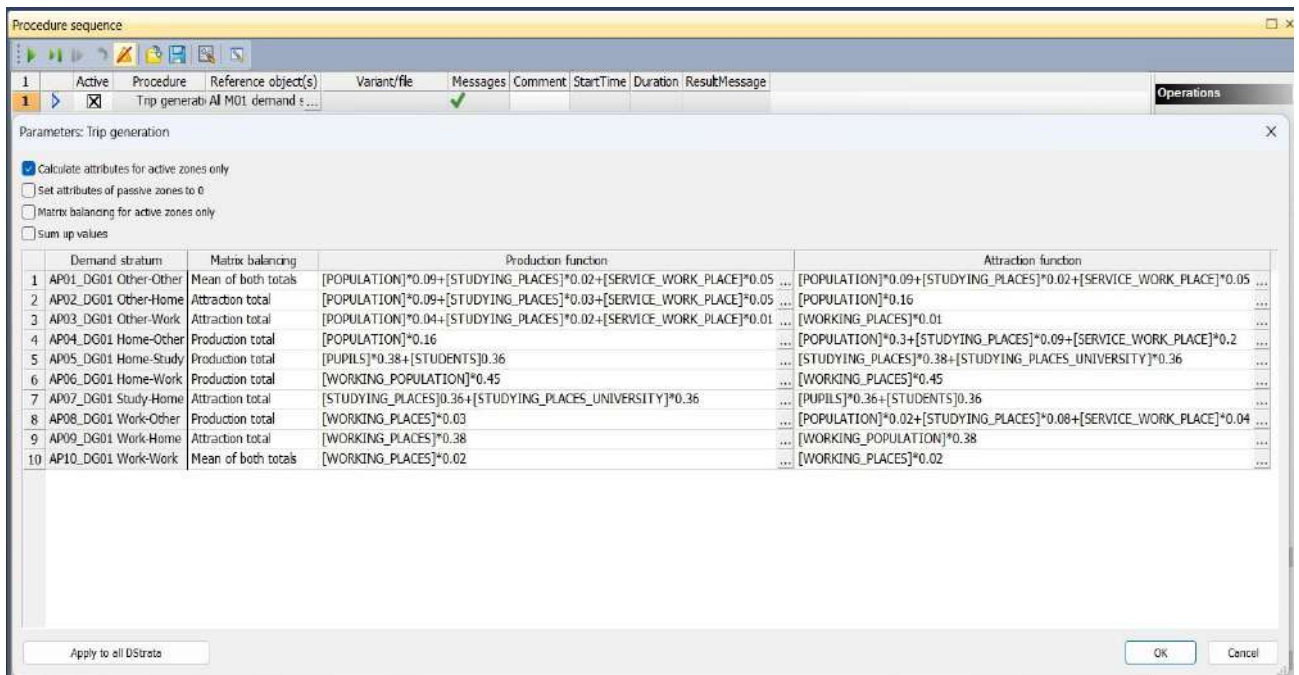 Procedure sequence
1 Active Procedure Reference object(s) Variant/file Messages Comment StartTime Duration ResultMessage
1 Trip generati All M01 demand s ...
Operations
Parameters: Trip generation
Calculate attributes for active zones only
Set attributes of passive zones to 0
Matrix balancing for active zones only
Sum up values
Demand stratum Matrix balancing Production function Attraction function
1 AP01_DG01 Other-Other Mean of both totals [POPULATION]*0.09+[STUDYING_PLACES]*0.02+[SERVICE_WORK_PLACE]*0.05 ... [POPULATION]*0.09+[STUDYING_PLACES]*0.02+[SERVICE_WORK_PLACE]*0.05 ...
2 AP02_DG01 Other-Home Attraction total [POPULATION]*0.09+[STUDYING_PLACES]*0.03+[SERVICE_WORK_PLACE]*0.05 ... [POPULATION]*0.16 ...
3 AP03_DG01 Other-Work Attraction total [POPULATION]*0.04+[STUDYING_PLACES]*0.02+[SERVICE_WORK_PLACE]*0.01 ... [WORKING_PLACES]*0.01 ...
4 AP04_DG01 Home-Other Production total [POPULATION]*0.16 ... [POPULATION]*0.3+[STUDYING_PLACES]*0.09+[SERVICE_WORK_PLACE]*0.2 ...
5 AP05_DG01 Home-Study Production total [PUPILS]*0.38+[STUDENTS]0.36 ... [STUDYING_PLACES]*0.38+[STUDYING_PLACES_UNIVERSITY]*0.36 ...
6 AP06_DG01 Home-Work Production total [WORKING_POPULATION]*0.45 ... [WORKING_PLACES]*0.45 ...
7 AP07_DG01 Study-Home Attraction total [STUDYING_PLACES]0.36+[STUDYING_PLACES_UNIVERSITY]*0.36 ... [PUPILS]*0.36+[STUDENTS]0.36 ...
8 AP08_DG01 Work-Other Production total [WORKING_PLACES]*0.03 ... [POPULATION]*0.02+[STUDYING_PLACES]*0.08+[SERVICE_WORK_PLACE]*0.04 ...
9 AP09_DG01 Work-Home Attraction total [WORKING_PLACES]*0.38 ... [WORKING_POPULATION]*0.38 ...
10 AP10_DG01 Work-Work Mean of both totals [WORKING_PLACES]*0.02 ... [WORKING_PLACES]*0.02 ...
Apply to all DStrata OK Cancel